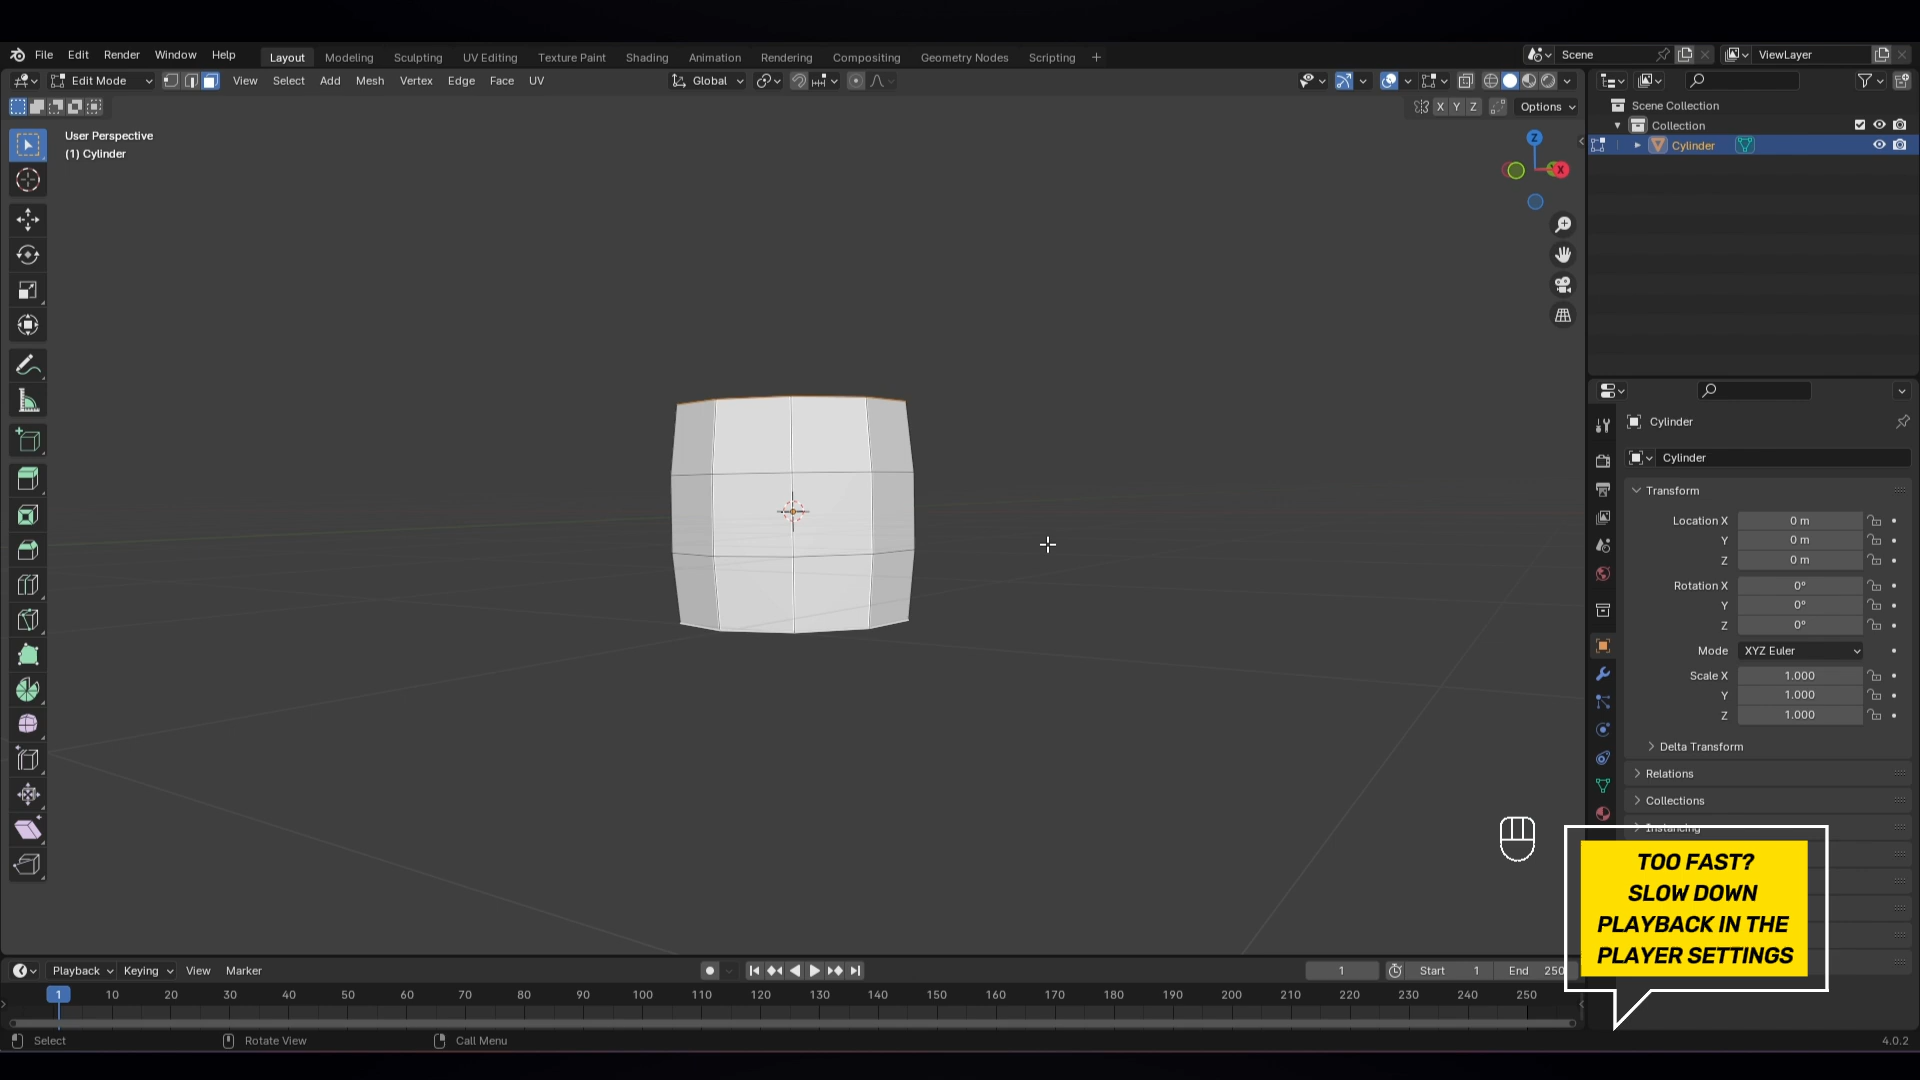 File Edit Render Window Help Layout Modeling Sculpting UV Editing Texture Paint Shading Animation Rendering Compositing Geometry Nodes Scripting + Scene ViewLayer
Edit Mode View Select Add Mesh Vertex Edge Face UV Global
X Y Z Options
User Perspective
(1) Cylinder
Z
X
Scene Collection
Collection
Cylinder
Cylinder
Cylinder
Transform
Location X 0 m
Y 0 m
Z 0 m
Rotation X 0°
Y 0°
Z 0°
Mode XYZ Euler
Scale X 1.000
Y 1.000
Z 1.000
Delta Transform
Relations
Collections
Instancing
TOO FAST?
SLOW DOWN
PLAYBACK IN THE
PLAYER SETTINGS
Playback Keying View Marker 1 Start 1 End 250
1 10 20 30 40 50 60 70 80 90 100 110 120 130 140 150 160 170 180 190 200 210 220 230 240 250
Select Rotate View Call Menu 4.0.2